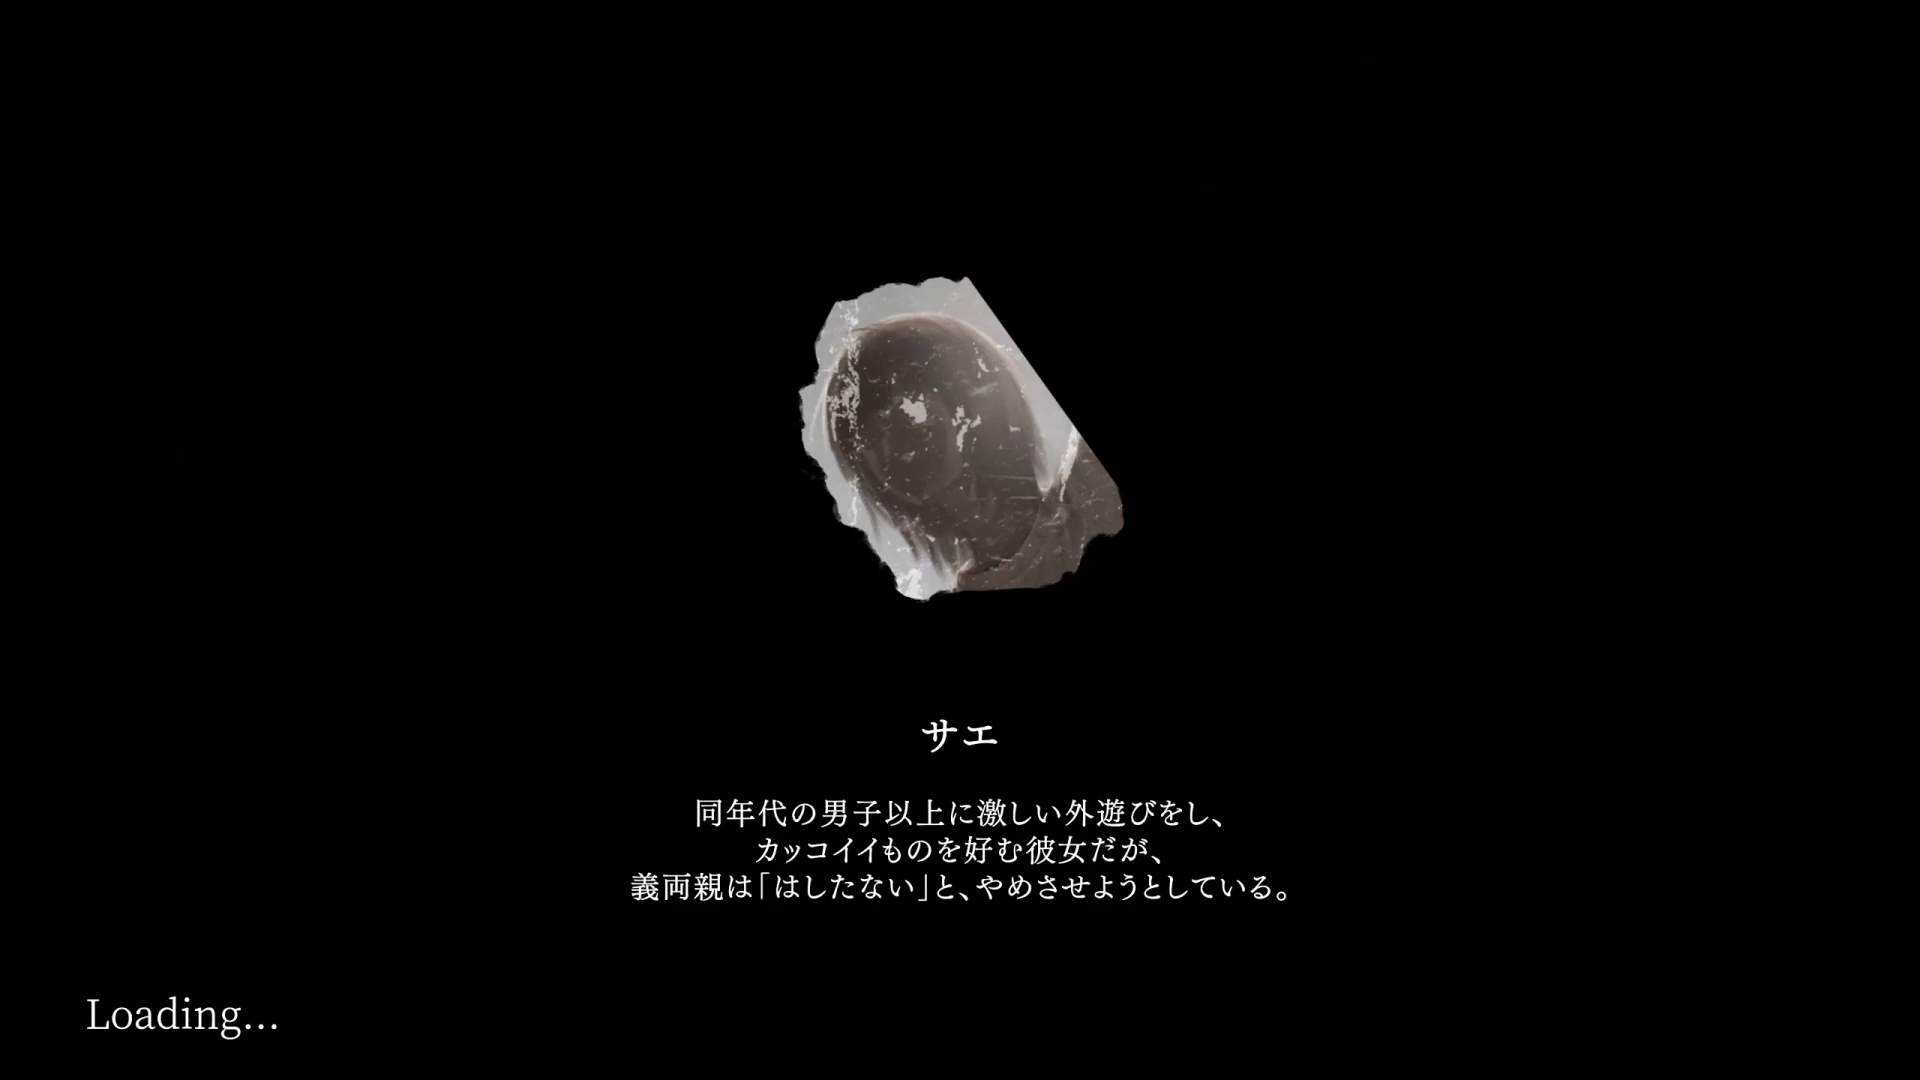 サエ
同年代の男子以上に激しい外遊びをし、
カッコイイものを好む彼女だが、
義両親は「はしたない」と、やめさせようとしている。
Loading...